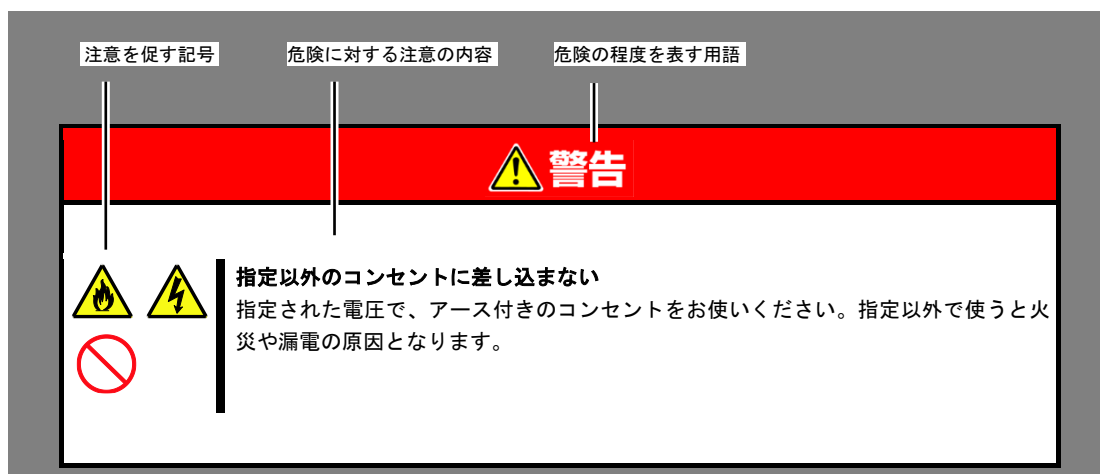 注意を促す記号
危険に対する注意の内容
危険の程度を表す用語
警告
指定以外のコンセントに差し込まない
指定された電圧で、アース付きのコンセントをお使いください。指定以外で使うと火
災や漏電の原因となります。